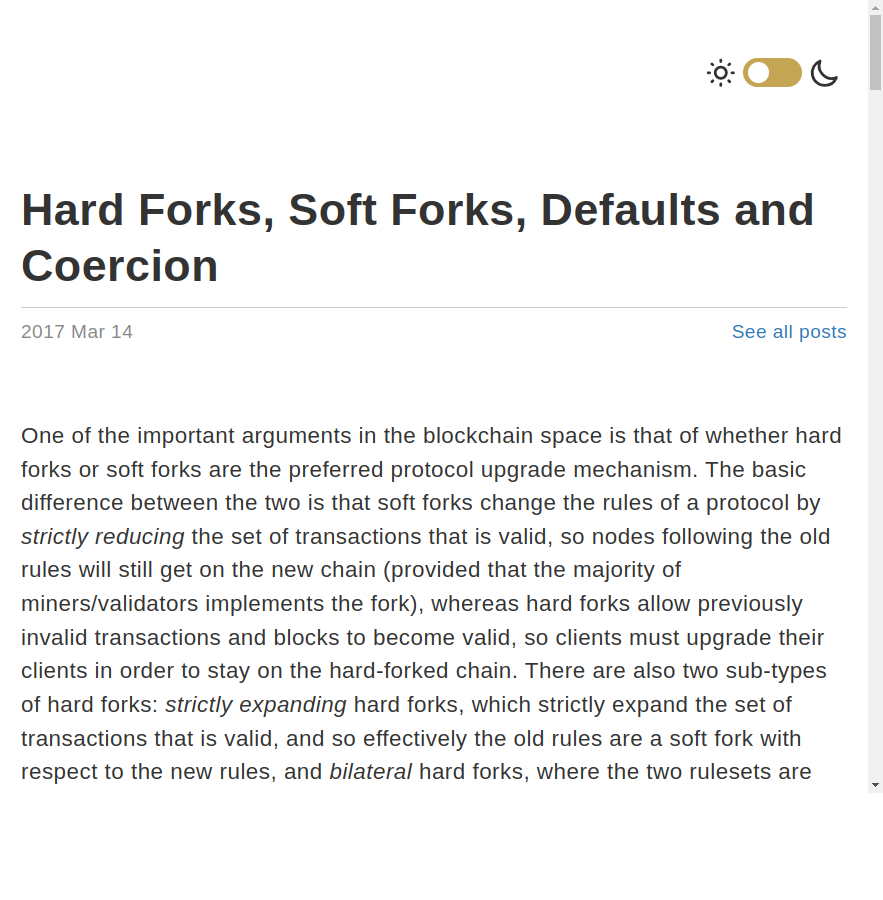 Hard Forks, Soft Forks, Defaults and
Coercion
2017 Mar 14
See all posts
One of the important arguments in the blockchain space is that of whether hard
forks or soft forks are the preferred protocol upgrade mechanism. The basic
difference between the two is that soft forks change the rules of a protocol by
strictly reducing the set of transactions that is valid, so nodes following the old
rules will still get on the new chain (provided that the majority of
miners/validators implements the fork), whereas hard forks allow previously
invalid transactions and blocks to become valid, so clients must upgrade their
clients in order to stay on the hard-forked chain. There are also two sub-types
of hard forks: strictly expanding hard forks, which strictly expand the set of
transactions that is valid, and so effectively the old rules are a soft fork with
respect to the new rules, and bilateral hard forks, where the two rulesets are